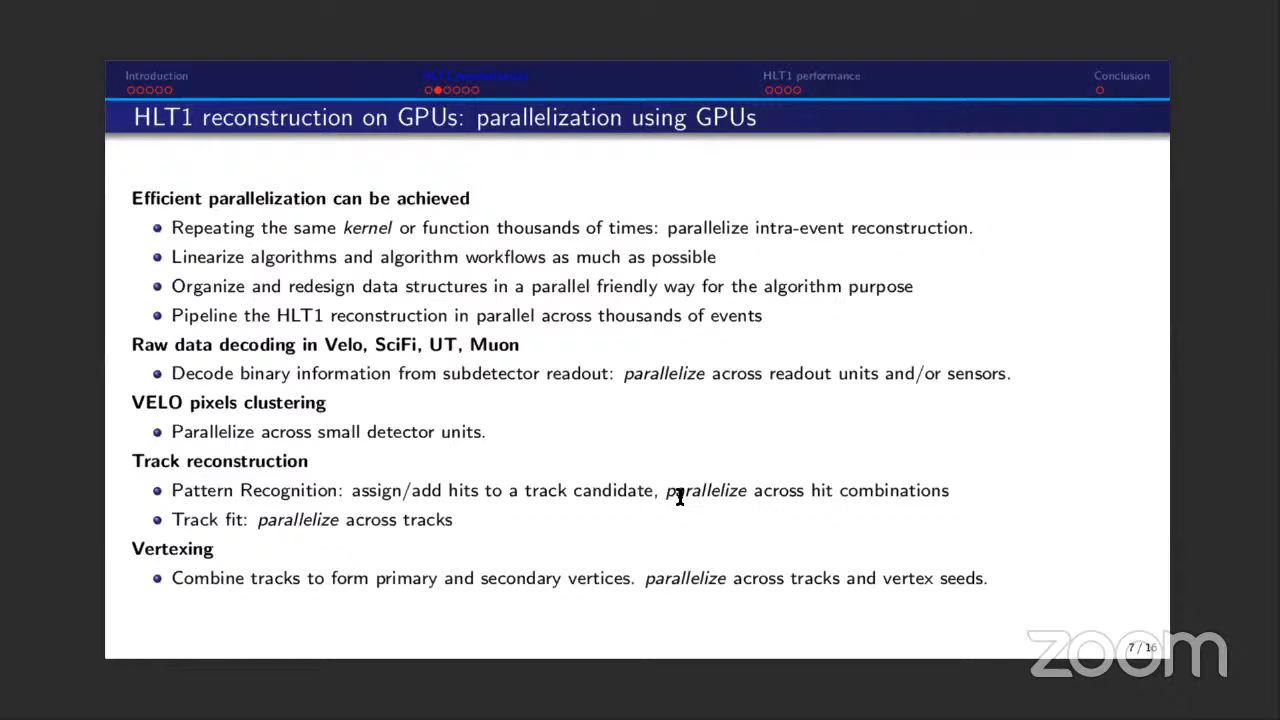 Introduction
HLT1 performance
Conclusion
HLT1 reconstruction on GPUs: parallelization using GPUs
Efficient parallelization can be achieved
Repeating the same kernel or function thousands of times: parallelize intra-event reconstruction.
Linearize algorithms and algorithm workflows as much as possible
Organize and redesign data structures in a parallel friendly way for the algorithm purpose
Pipeline the HLT1 reconstruction in parallel across thousands of events
Raw data decoding in Velo, SciFi, UT, Muon
Decode binary information from subdetector readout: parallelize across readout units and/or sensors.
VELO pixels clustering
Parallelize across small detector units.
Track reconstruction
Pattern Recognition: assign/add hits to a track candidate, parallelize across hit combinations
Track fit: parallelize across tracks
Vertexing
Combine tracks to form primary and secondary vertices. parallelize across tracks and vertex seeds.
7 / 16
zoom